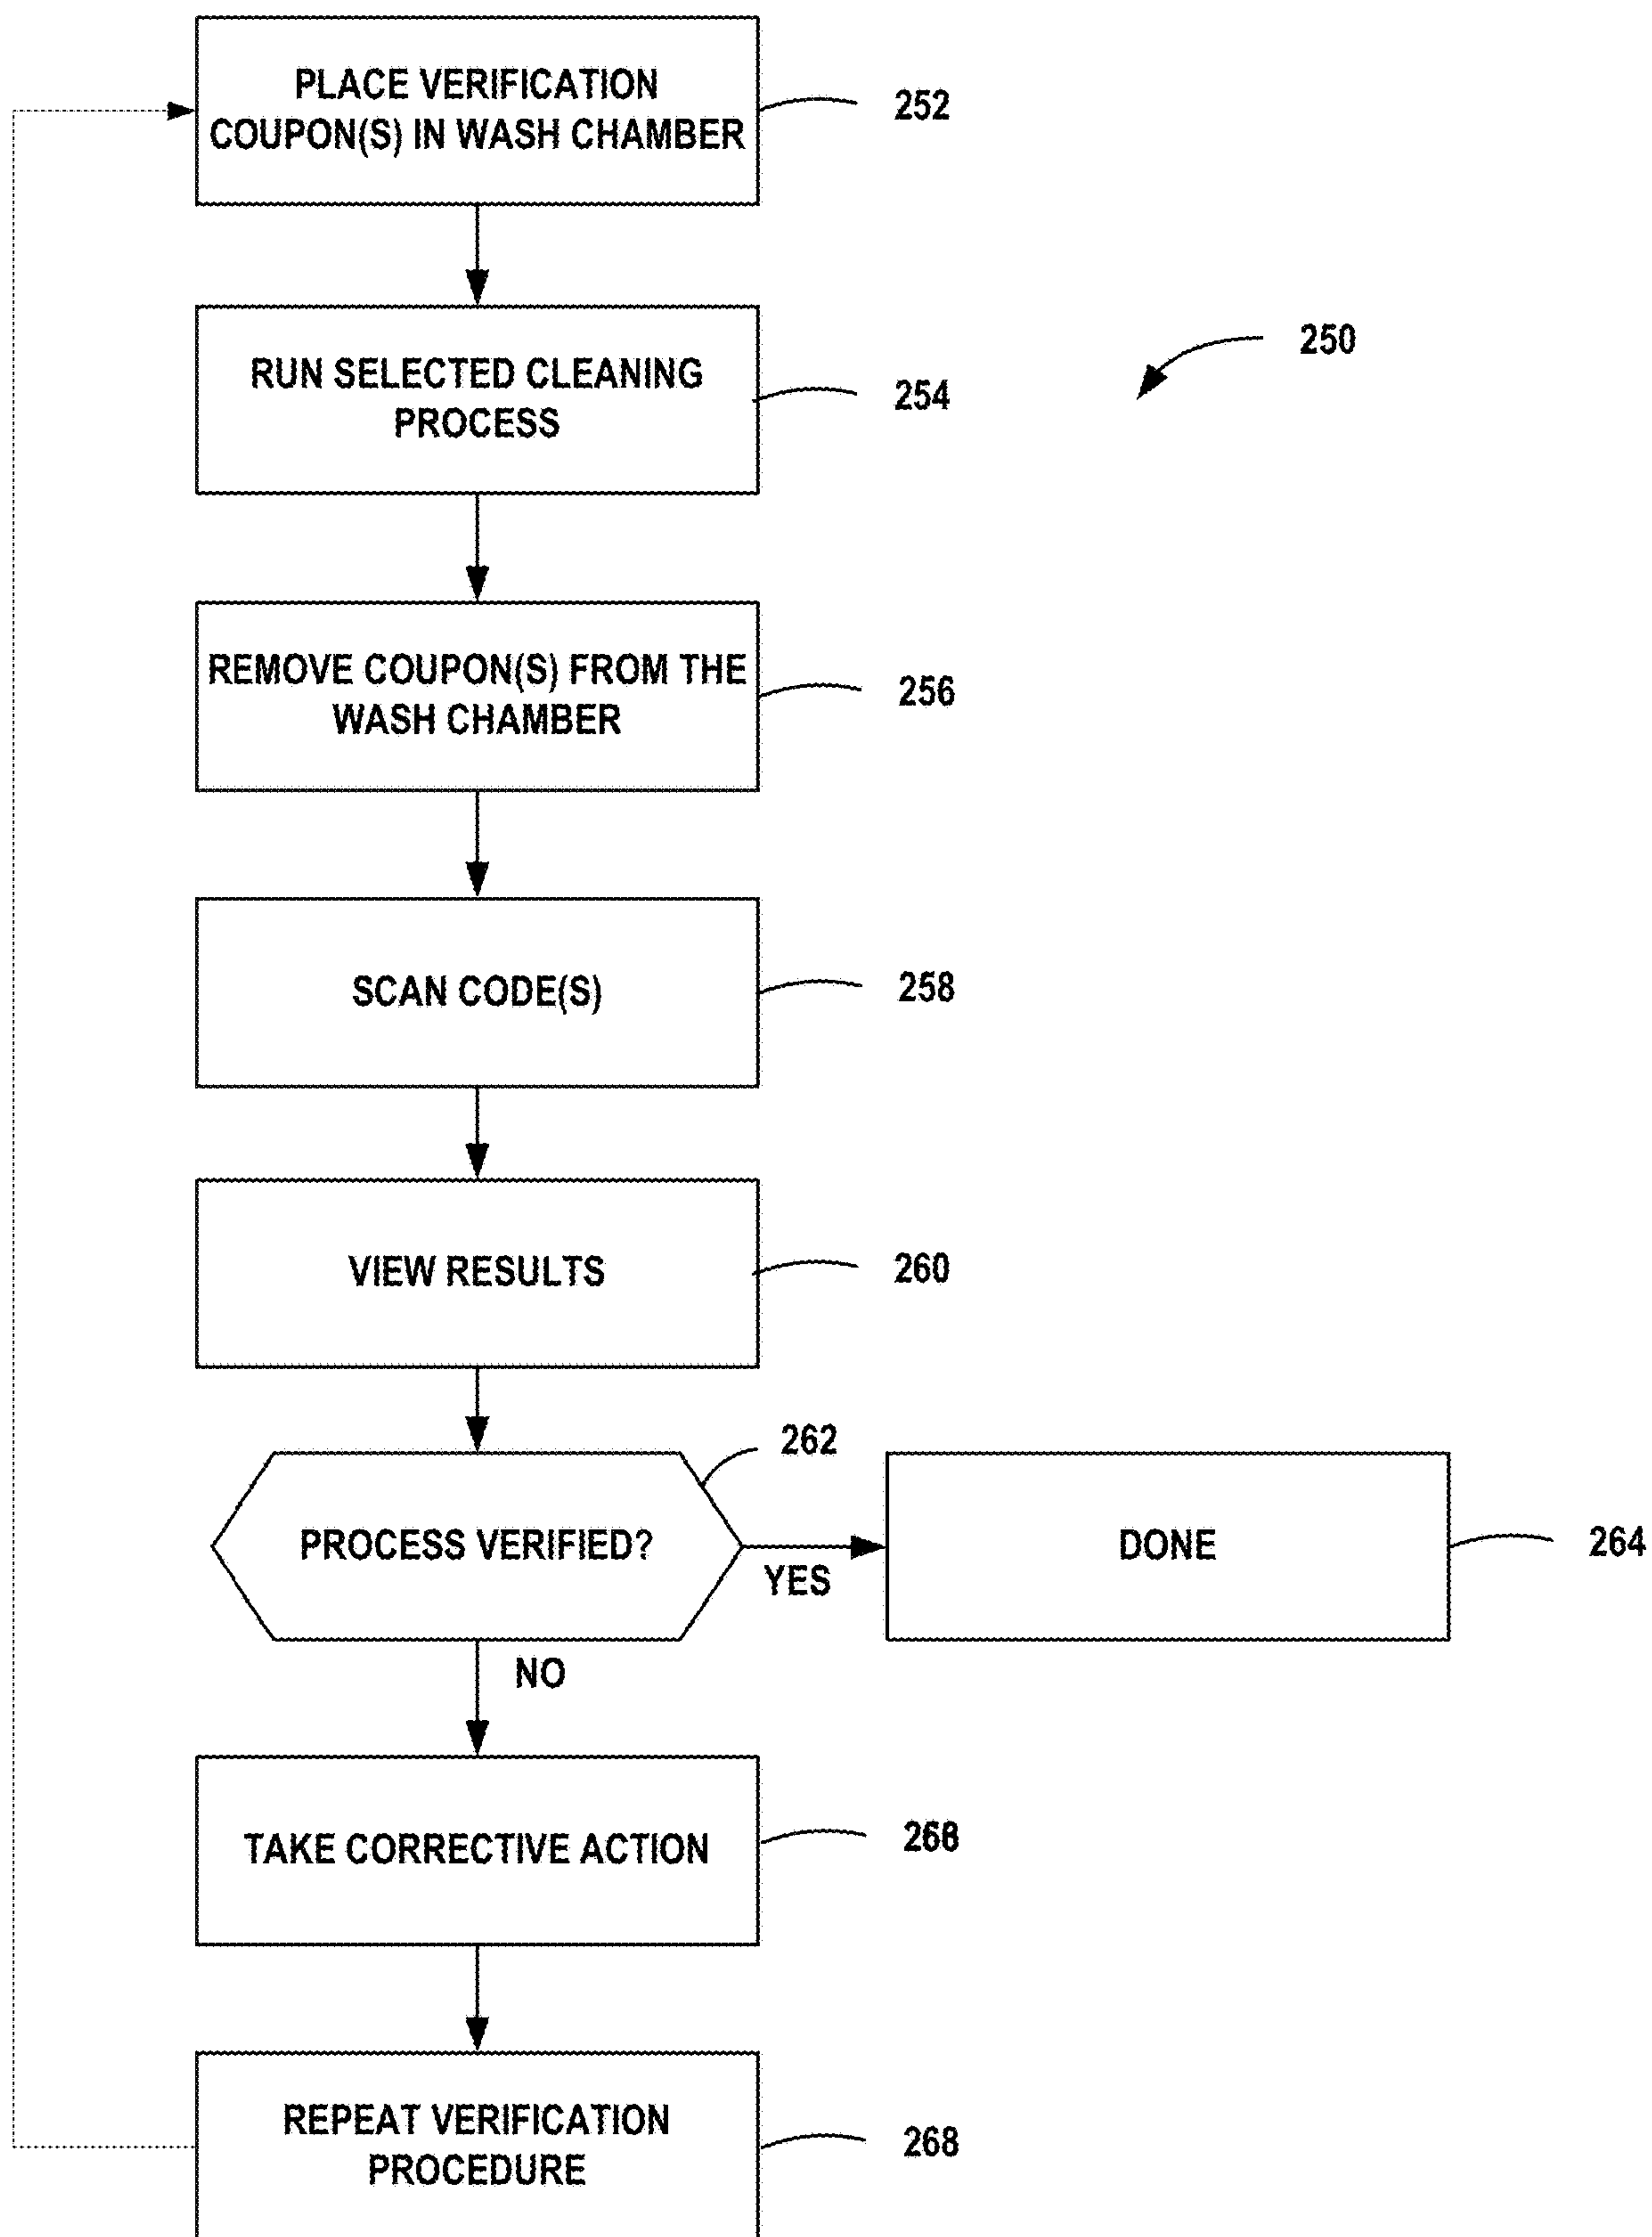 PLACE VERIFICATION
COUPON(S) IN WASH CHAMBER
252
RUN SELECTED CLEANING
PROCESS
254
250
REMOVE COUPON(S) FROM THE
WASH CHAMBER
256
SCAN CODE(S)
258
VIEW RESULTS
260
262
PROCESS VERIFIED?
YES
DONE
264
NO
TAKE CORRECTIVE ACTION
266
REPEAT VERIFICATION
PROCEDURE
268